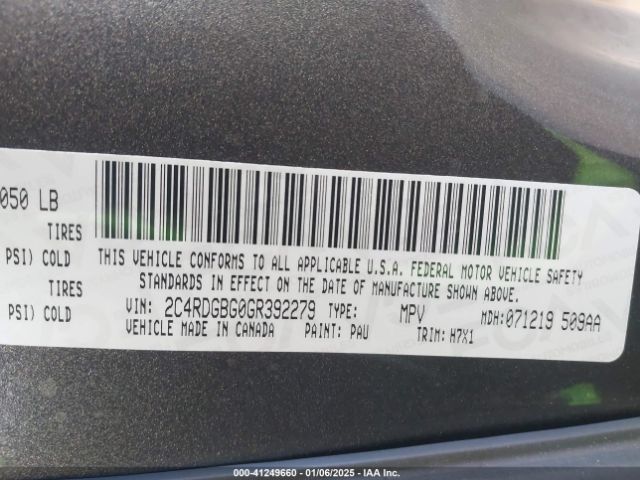 050 LB
TIRES
PSI) COLD
TIRES
PSI) COLD
THIS VEHICLE CONFORMS TO ALL APPLICABLE U.S.A. FEDERAL MOTOR VEHICLE SAFETY
STANDARDS IN EFFECT ON THE DATE OF MANUFACTURE SHOWN ABOVE.
VIN: 2C4RDGBG0GR392279 TYPE: MPV MDH:071219 509AA
VEHICLE MADE IN CANADA PAINT: PAU TRIM: H7X1
000-41249660 - 01/06/2025 - IAA Inc.